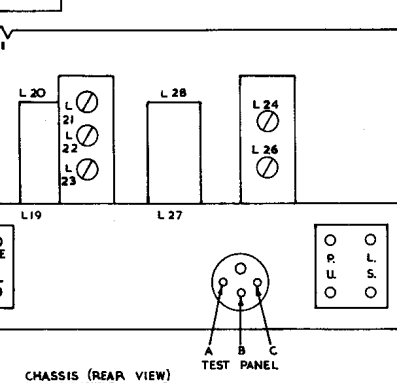 L 20
L 28
L 24
L
21
L
22
L
23
L 26
L19
L 27
E
P. L.
U. S.
A B C
TEST PANEL
CHASSIS (REAR VIEW)